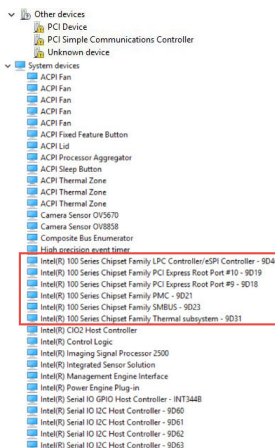 Other devices
PCI Device
PCI Simple Communications Controller
Unknown device
System devices
ACPI Fan
ACPI Fan
ACPI Fan
ACPI Fan
ACPI Fan
ACPI Fixed Feature Button
ACPI Lid
ACPI Processor Aggregator
ACPI Sleep Button
ACPI Thermal Zone
ACPI Thermal Zone
ACPI Thermal Zone
Camera Sensor OV5670
Camera Sensor OV8858
Composite Bus Enumerator
High precision event timer
Intel(R) 100 Series Chipset Family LPC Controller/eSPI Controller - 9D4
Intel(R) 100 Series Chipset Family PCI Express Root Port #10 - 9D19
Intel(R) 100 Series Chipset Family PCI Express Root Port #9 - 9D18
Intel(R) 100 Series Chipset Family PMC - 9D21
Intel(R) 100 Series Chipset Family SMBUS - 9D23
Intel(R) 100 Series Chipset Family Thermal subsystem - 9D31
Intel(R) CIO2 Host Controller
Intel(R) Control Logic
Intel(R) Imaging Signal Processor 2500
Intel(R) Integrated Sensor Solution
Intel(R) Management Engine Interface
Intel(R) Power Engine Plug-in
Intel(R) Serial IO GPIO Host Controller - INT344B
Intel(R) Serial IO I2C Host Controller - 9D60
Intel(R) Serial IO I2C Host Controller - 9D61
Intel(R) Serial IO I2C Host Controller - 9D62
Intel(R) Serial IO I2C Host Controller - 9D63